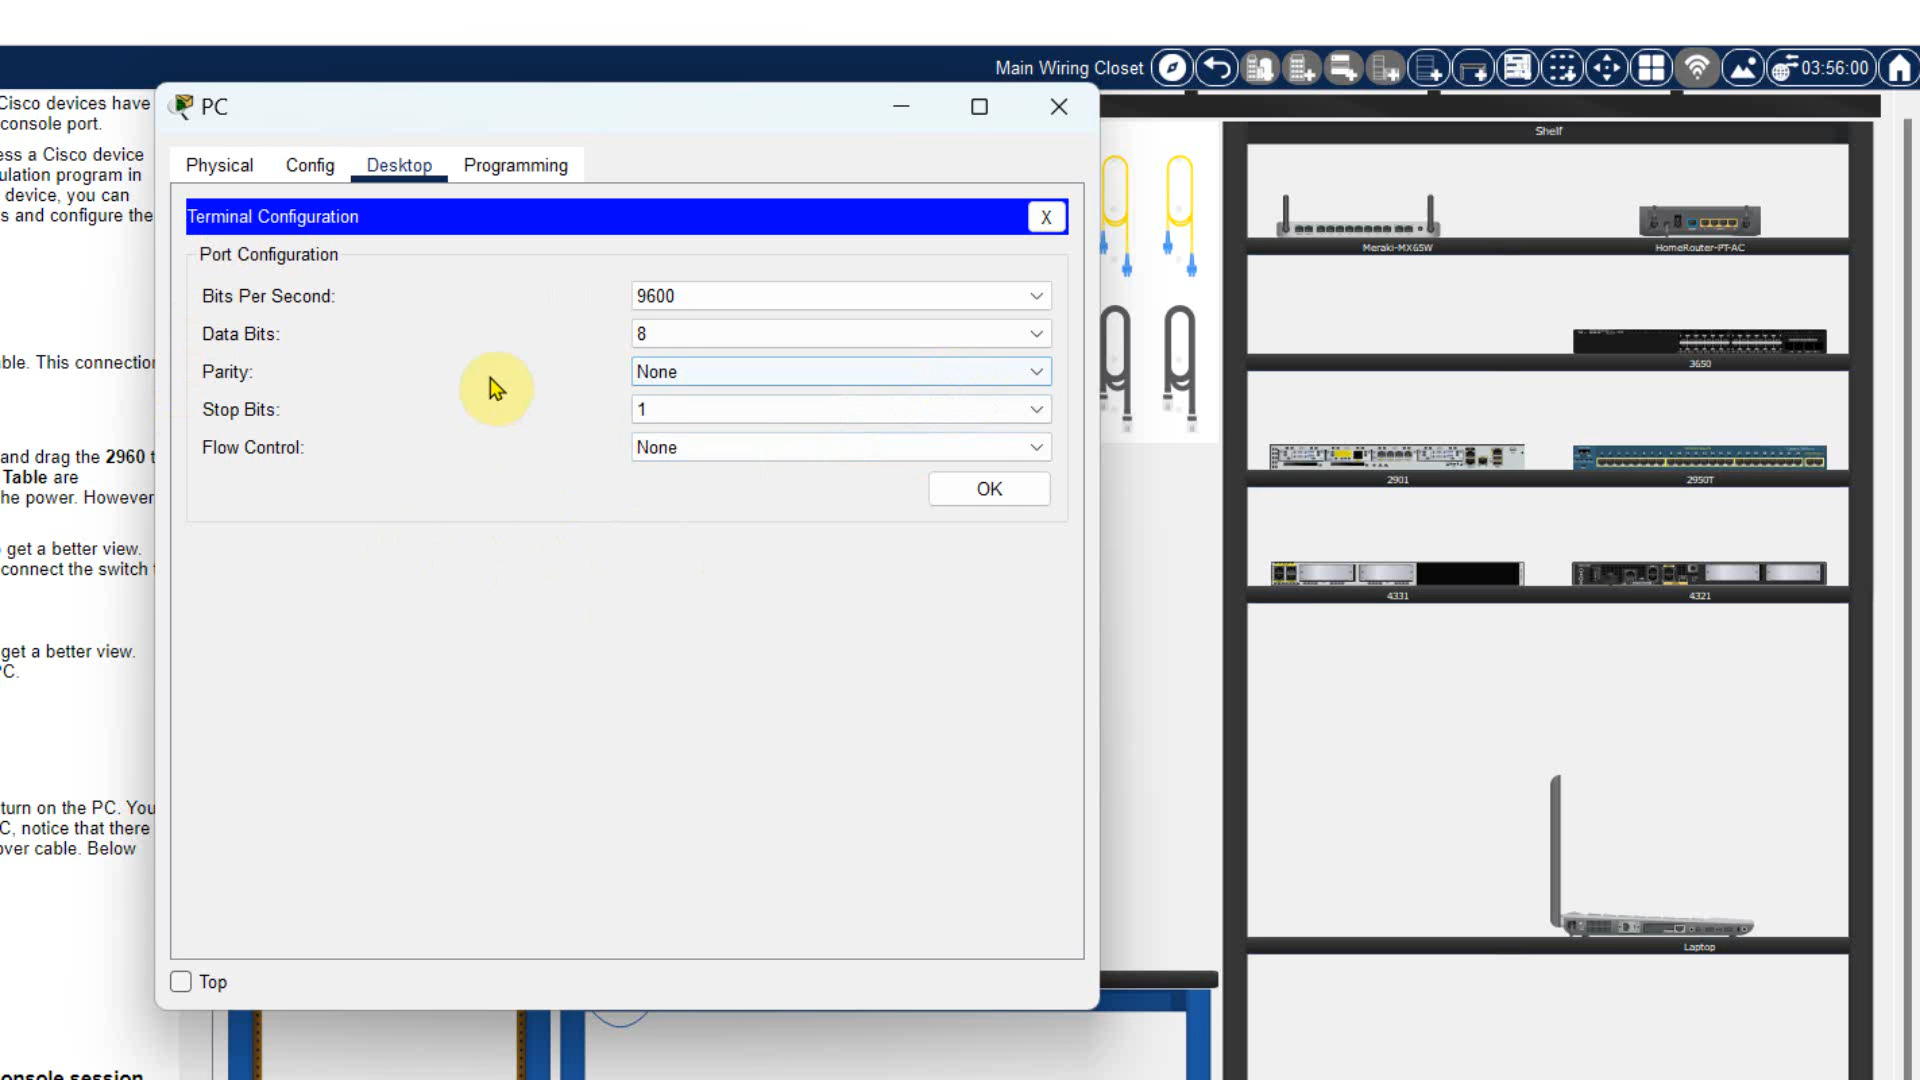 Main Wiring Closet
03:56:00
Cisco devices have
console port.
ess a Cisco device
ulation program in
device, you can
s and configure the
ble. This connection
and drag the 2960 t
Table are
he power. However
get a better view.
connect the switch
get a better view.
PC.
turn on the PC. You
C, notice that there
over cable. Below
onsole session
PC
Physical
Config
Desktop
Programming
Terminal Configuration
X
Port Configuration
Bits Per Second:
9600
Data Bits:
8
Parity:
None
Stop Bits:
1
Flow Control:
None
OK
Top
Shelf
Meraki-MX65W
HomeRouter-PT-AC
3650
2901
2950T
4331
4321
Laptop